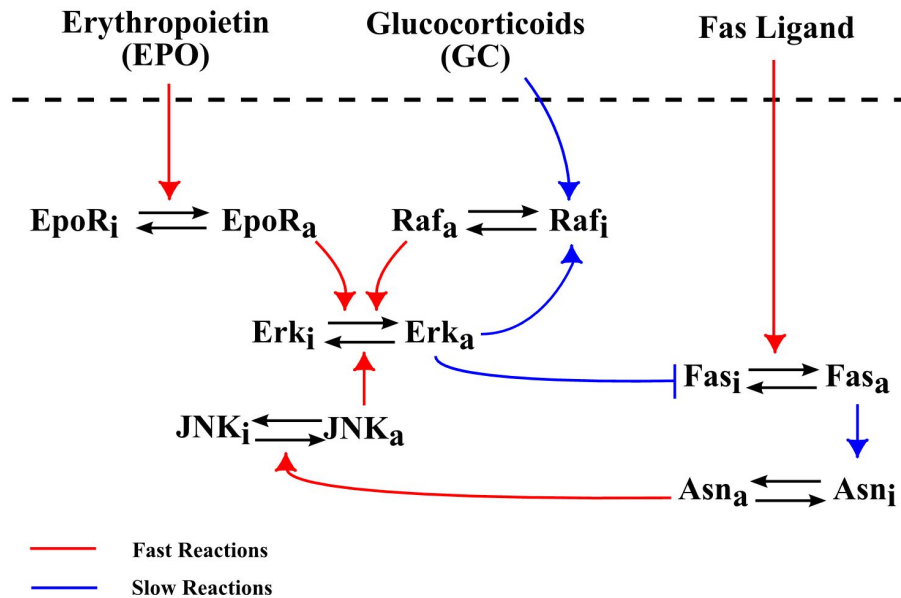 Erythropoietin
(EPO)
Glucocorticoids
(GC)
Fas Ligand
EpoRi
EpoRa
Rafa
Rafi
Erki
Erka
Fasi
Fasa
JNKi
JNKa
Asna
Asni
Fast Reactions
Slow Reactions